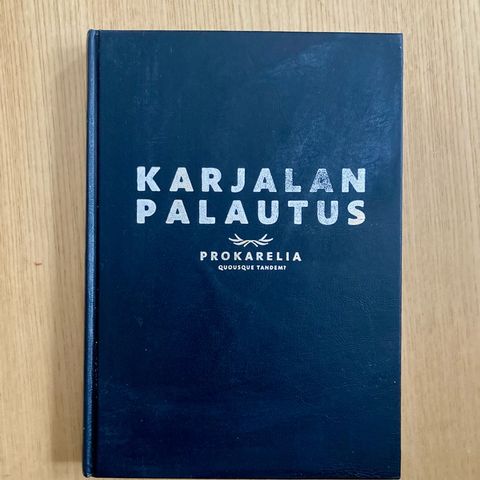 KARJALAN
PALAUTUS
PROKARELIA
QUOUSQUE TANDEM?